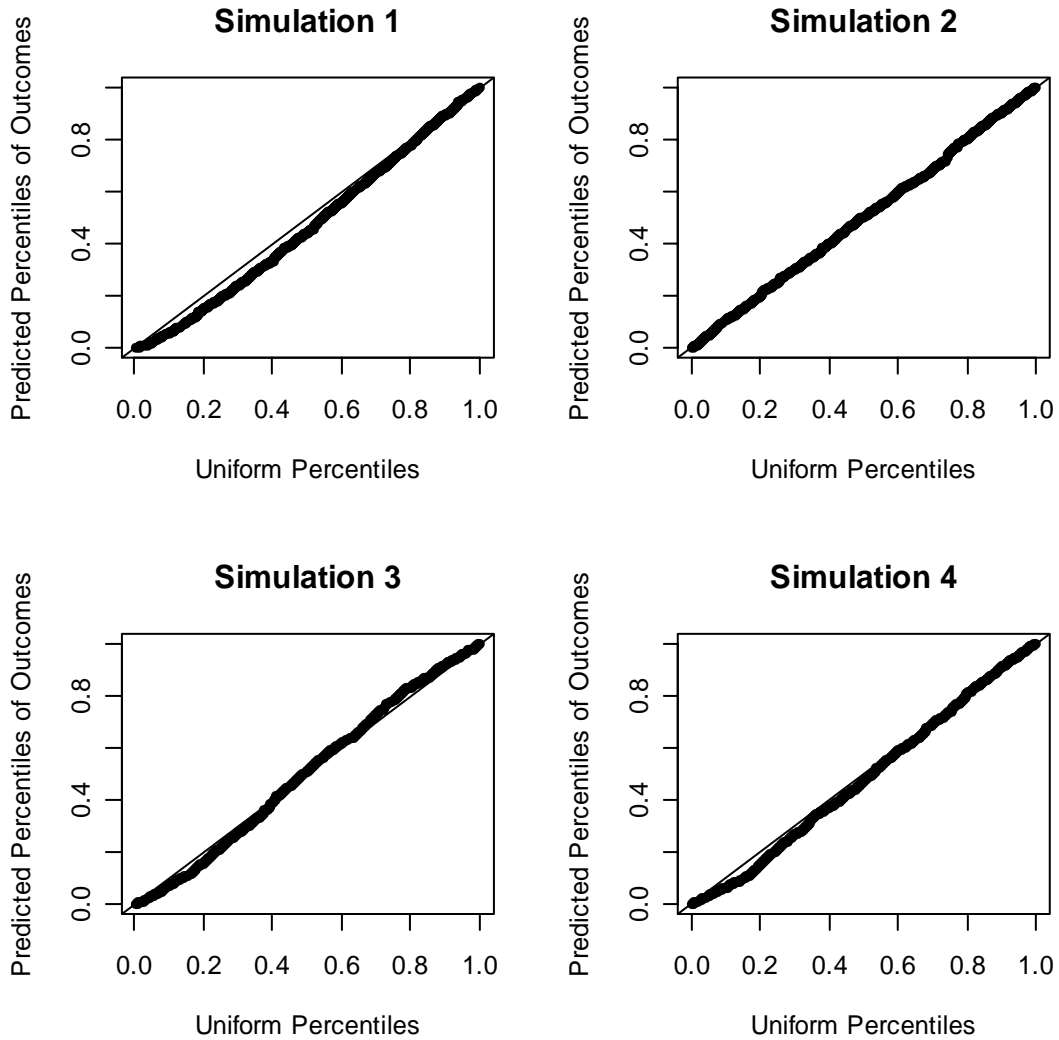 Simulation 1
Predicted Percentiles of Outcomes
0.8
0.4
0.0
0.0 0.2 0.4 0.6 0.8 1.0
Uniform Percentiles
Simulation 2
Predicted Percentiles of Outcomes
0.8
0.4
0.0
0.0 0.2 0.4 0.6 0.8 1.0
Uniform Percentiles
Simulation 3
Predicted Percentiles of Outcomes
0.8
0.4
0.0
0.0 0.2 0.4 0.6 0.8 1.0
Uniform Percentiles
Simulation 4
Predicted Percentiles of Outcomes
0.8
0.4
0.0
0.0 0.2 0.4 0.6 0.8 1.0
Uniform Percentiles